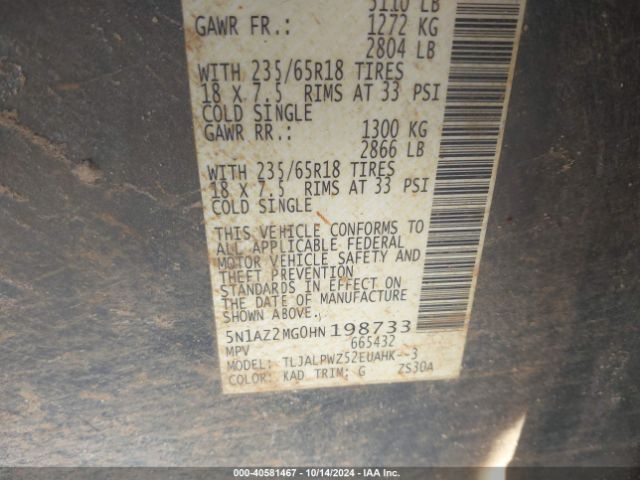 5110 LB
GAWR FR.: 1272 KG
2804 LB
WITH 235/65R18 TIRES
18 X 7.5 RIMS AT 33 PSI
COLD SINGLE
GAWR RR.: 1300 KG
2866 LB
WITH 235/65R18 TIRES
18 X 7.5 RIMS AT 33 PSI
COLD SINGLE
THIS VEHICLE CONFORMS TO
ALL APPLICABLE FEDERAL
MOTOR VEHICLE SAFETY AND
THEFT PREVENTION
STANDARDS IN EFFECT ON
THE DATE OF MANUFACTURE
SHOWN ABOVE.
5N1AZ2MG0HN198733
MPV 665432
MODEL: TLJALPWZ52EUAHK--3
COLOR: KAD TRIM: G ZS30A
000-40581467 - 10/14/2024 - IAA Inc.